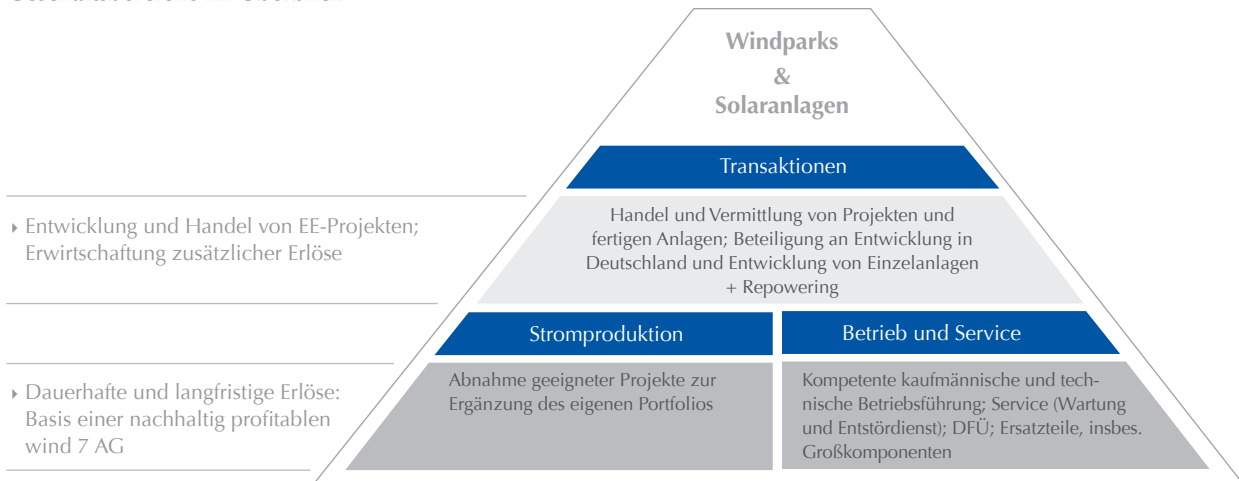 Windparks
&
Solaranlagen
Transaktionen
▸ Entwicklung und Handel von EE-Projekten;
Erwirtschaftung zusätzlicher Erlöse
Handel und Vermittlung von Projekten und
fertigen Anlagen; Beteiligung an Entwicklung in
Deutschland und Entwicklung von Einzelanlagen
+ Repowering
Stromproduktion
Betrieb und Service
▸ Dauerhafte und langfristige Erlöse:
Basis einer nachhaltig profitablen
wind 7 AG
Abnahme geeigneter Projekte zur
Ergänzung des eigenen Portfolios
Kompetente kaufmännische und tech-
nische Betriebsführung; Service (Wartung
und Entstördienst); DFÜ; Ersatzteile, insbes.
Großkomponenten